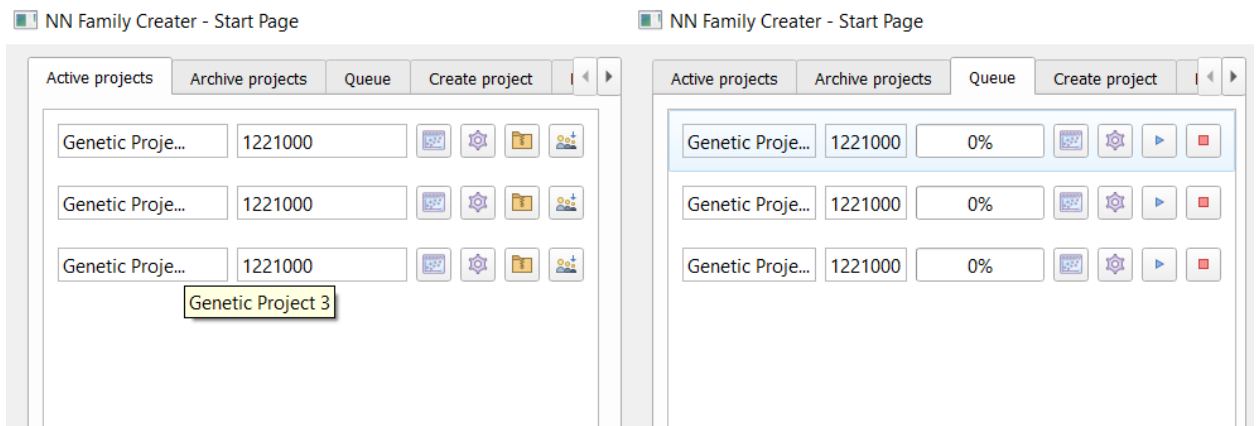 NN Family Creater - Start Page
Active projects Archive projects Queue Create project
Genetic Proje... 1221000
Genetic Proje... 1221000
Genetic Proje... 1221000
Genetic Project 3
NN Family Creater - Start Page
Active projects Archive projects Queue Create project
Genetic Proje... 1221000 0%
Genetic Proje... 1221000 0%
Genetic Proje... 1221000 0%